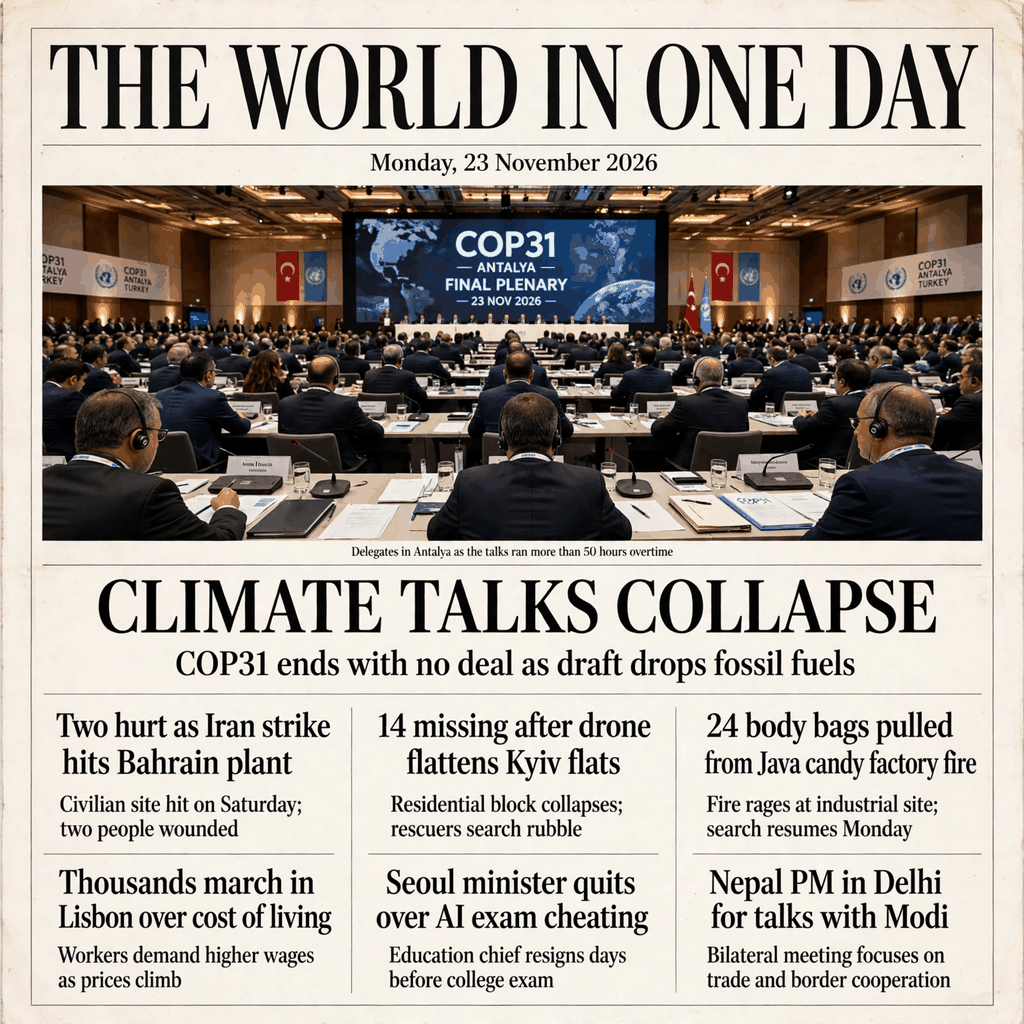 THE WORLD IN ONE DAY
Monday, 23 November 2026
COP31
— ANTALYA —
FINAL PLENARY
— 23 NOV 2026 —
OP31
TALYA
RKEY
COP31
ANTALYA
TURKEY
COP31
ANTALYA
TURKEY
COP31
Delegates in Antalya as the talks ran more than 50 hours overtime
CLIMATE TALKS COLLAPSE
COP31 ends with no deal as draft drops fossil fuels
Two hurt as Iran strike
hits Bahrain plant
Civilian site hit on Saturday;
two people wounded
14 missing after drone
flattens Kyiv flats
Residential block collapses;
rescuers search rubble
24 body bags pulled
from Java candy factory fire
Fire rages at industrial site;
search resumes Monday
Thousands march in
Lisbon over cost of living
Workers demand higher wages
as prices climb
Seoul minister quits
over AI exam cheating
Education chief resigns days
before college exam
Nepal PM in Delhi
for talks with Modi
Bilateral meeting focuses on
trade and border cooperation